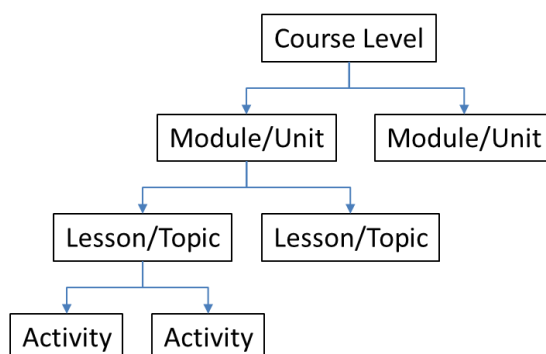 Course Level
Module/Unit
Module/Unit
Lesson/Topic
Lesson/Topic
Activity
Activity